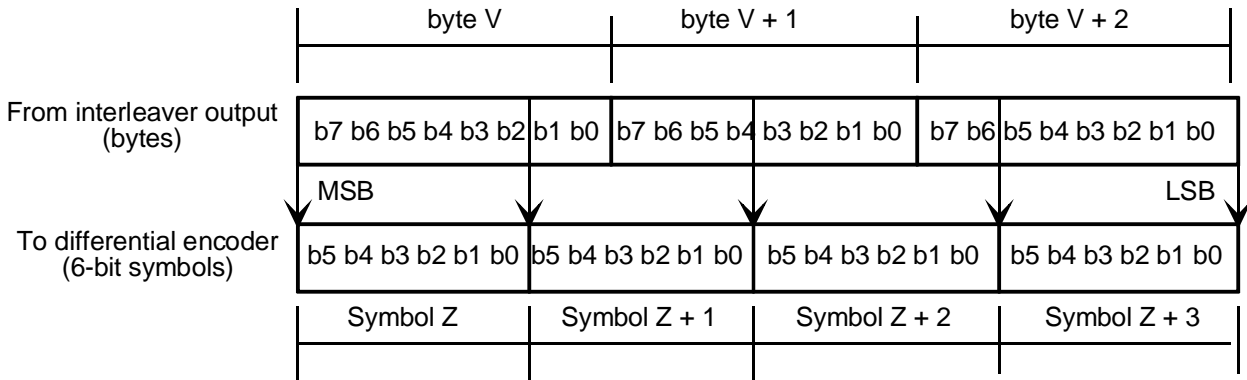 byte V byte V + 1 byte V + 2
From interleaver output
(bytes)
b7 b6 b5 b4 b3 b2 b1 b0 b7 b6 b5 b4 b3 b2 b1 b0 b7 b6 b5 b4 b3 b2 b1 b0
MSB LSB
To differential encoder
(6-bit symbols)
b5 b4 b3 b2 b1 b0 b5 b4 b3 b2 b1 b0 b5 b4 b3 b2 b1 b0 b5 b4 b3 b2 b1 b0
Symbol Z Symbol Z + 1 Symbol Z + 2 Symbol Z + 3